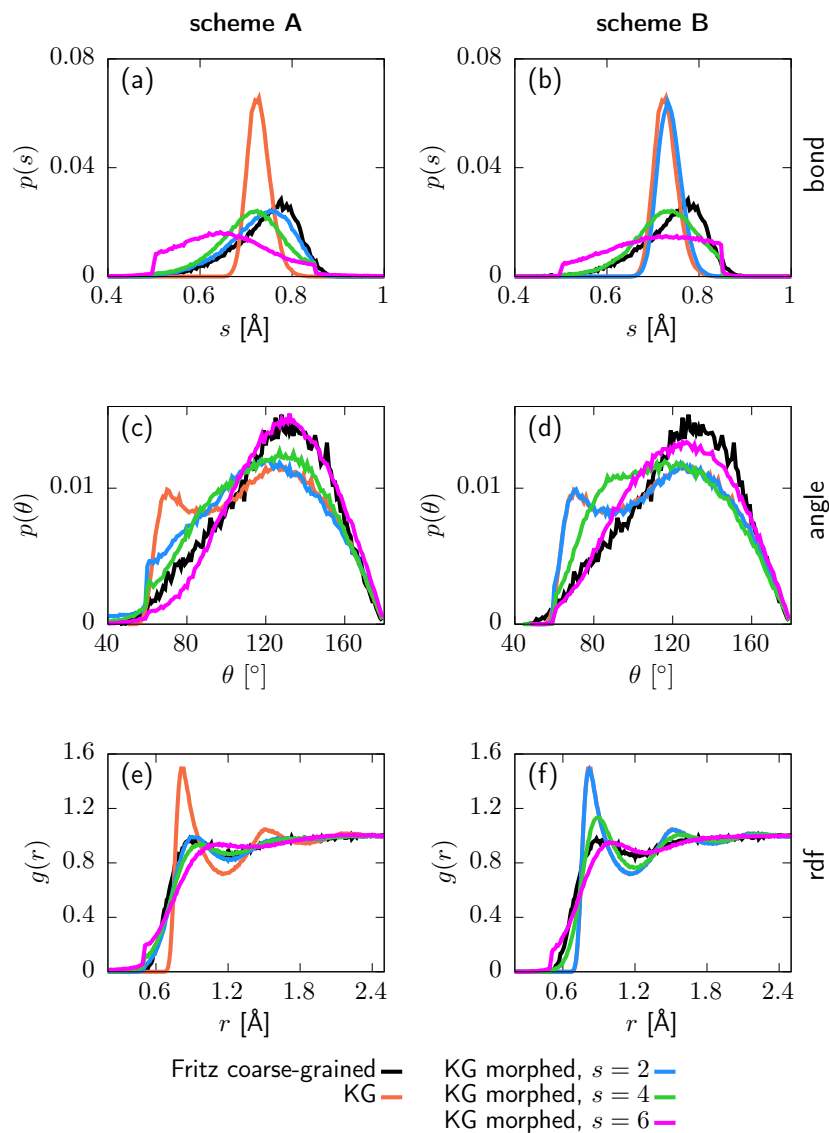 scheme A
scheme B
(a)
0.08
0.04
0
p(s)
0.4
0.6
0.8
1
s [Å]
(b)
0.08
0.04
0
p(s)
0.4
0.6
0.8
1
s [Å]
bond
(c)
0.01
0
p(θ)
40
80
120
160
θ [°]
(d)
0.01
0
p(θ)
40
80
120
160
θ [°]
angle
(e)
1.6
1.2
0.8
0.4
0
g(r)
0.6
1.2
1.8
2.4
r [Å]
(f)
1.6
1.2
0.8
0.4
0
g(r)
0.6
1.2
1.8
2.4
r [Å]
rdf
Fritz coarse-grained
KG
KG morphed, s = 2
KG morphed, s = 4
KG morphed, s = 6